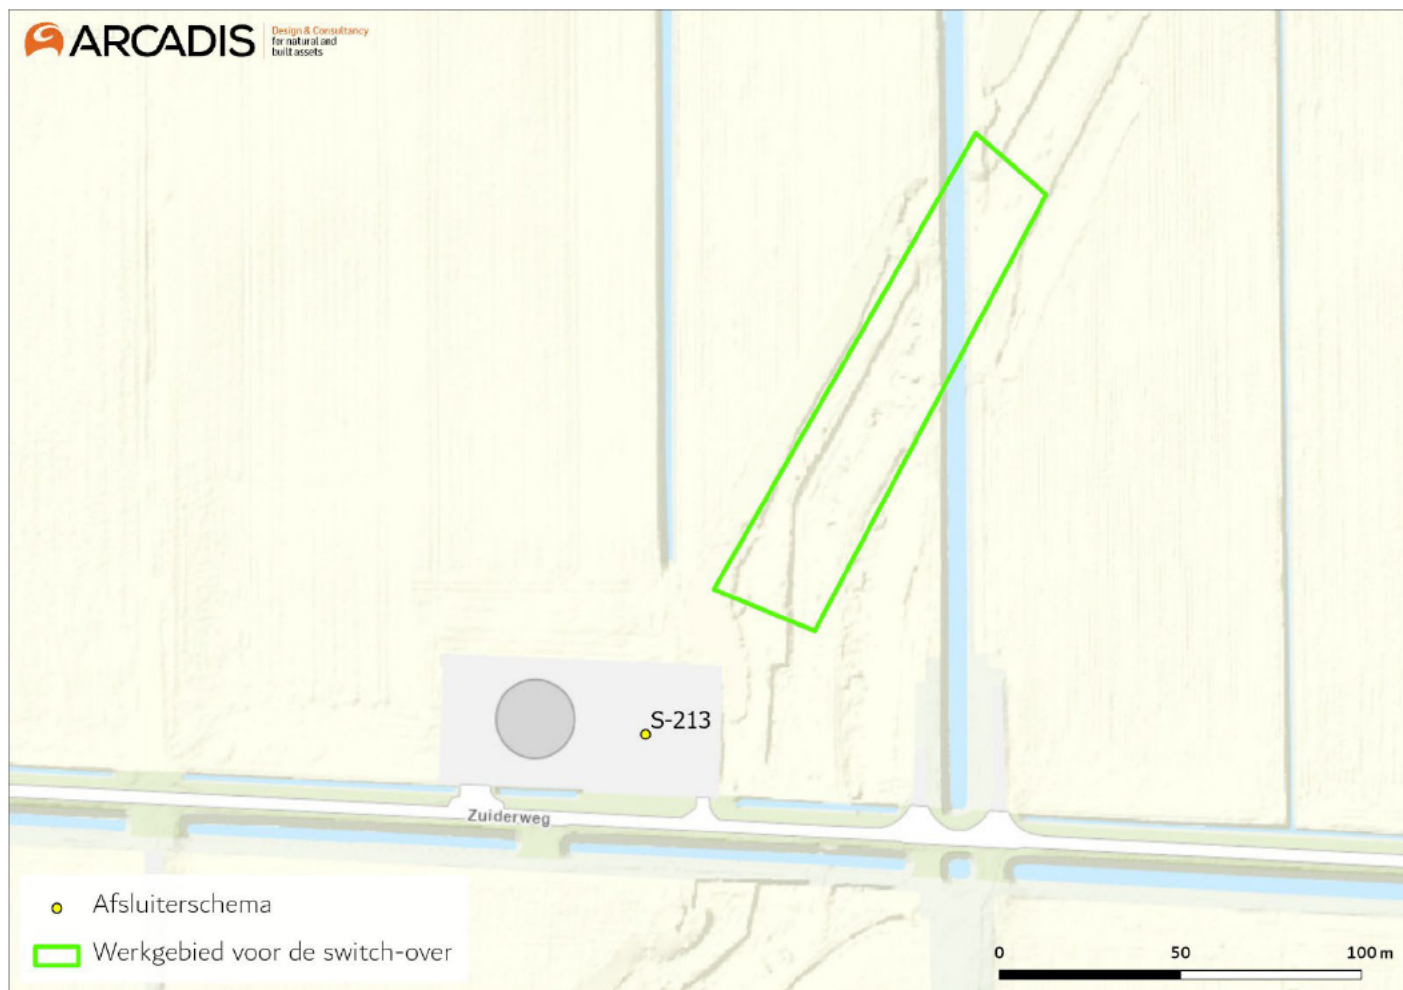 ARCADIS
Design & Consultancy
for natural and
built assets
S-213
Zuiderweg
Afsluiterschema
Werkgebied voor de switch-over
0 50 100 m